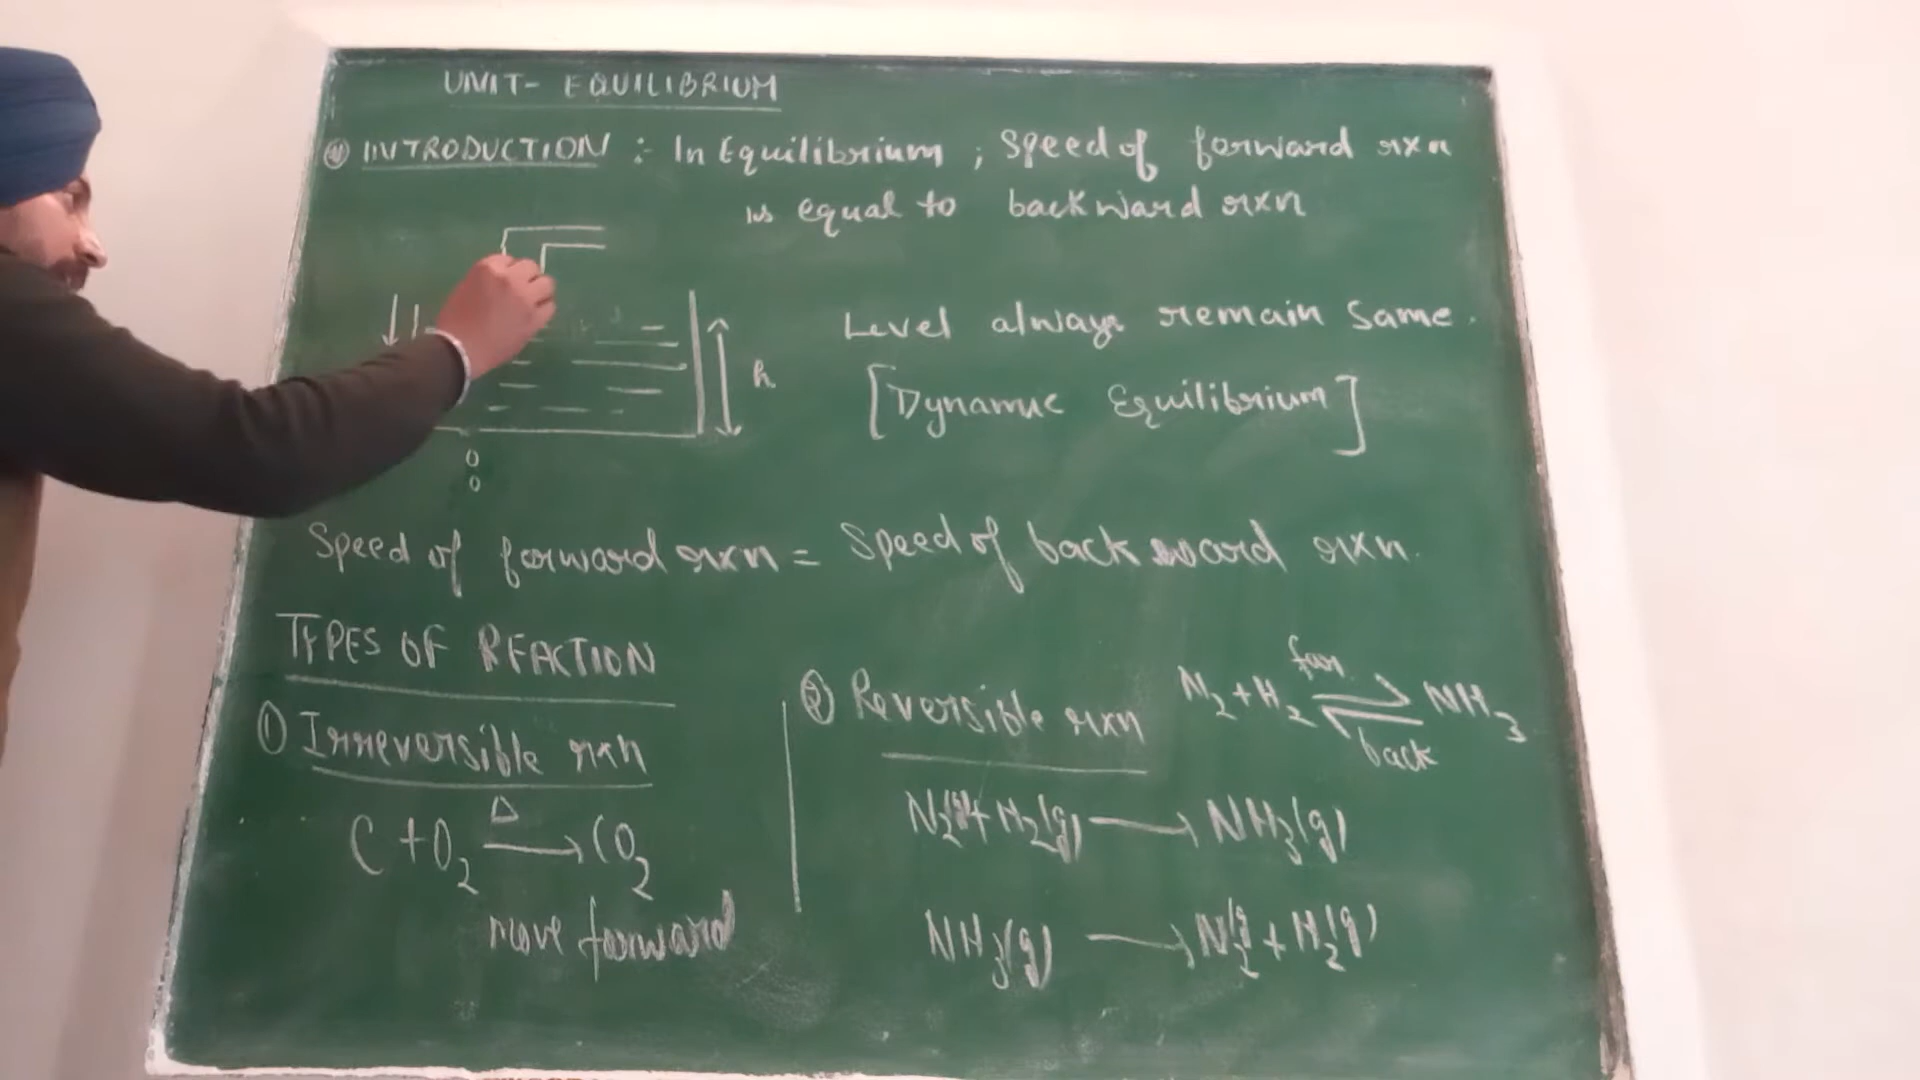 UNIT- EQUILIBRIUM
INTRODUCTION :- In Equilibrium ; Speed of forward rxn
is equal to backward rxn
Level always remain Same.
h
[Dynamic Equilibrium]
Speed of forward rxn = Speed of backward rxn.
TYPES OF REACTION
① Irreversible rxn
C + O₂ →Δ CO₂
move forward
② Reversible rxn
N₂ + H₂ ⇌ NH₃
for
back
N₂(g) + H₂(g) → NH₃(g)
NH₃(g) → N₂(g) + H₂(g)